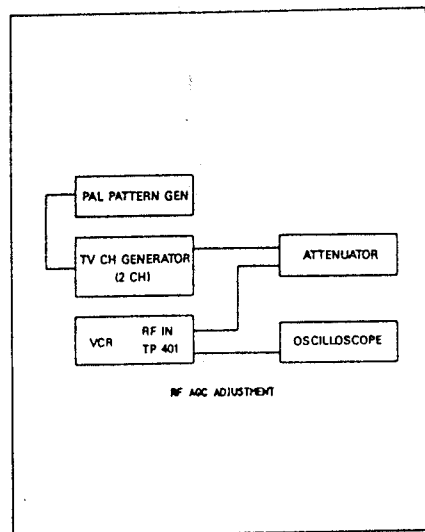 PAL PATTERN GEN
TV CH GENERATOR
(2 CH)
ATTENUATOR
VCR
RF IN
TP 401
OSCILLOSCOPE
RF AGC ADJUSTMENT